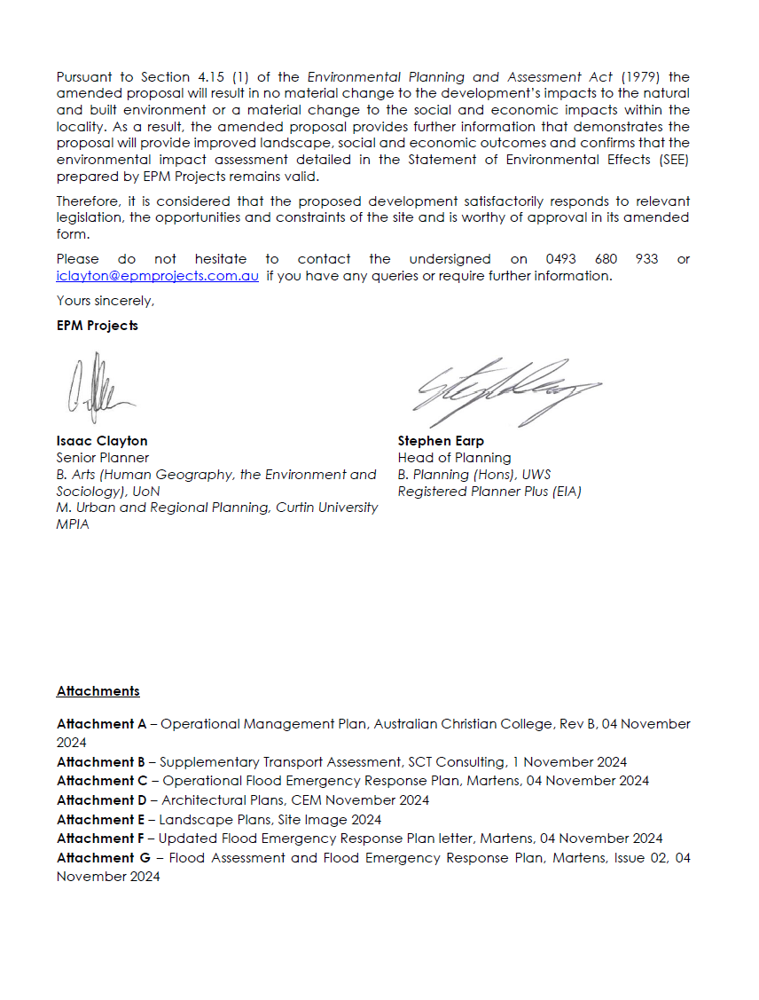 Pursuant to Section 4.15 (1) of the Environmental Planning and Assessment Act (1979) the
amended proposal will result in no material change to the development's impacts to the natural
and built environment or a material change to the social and economic impacts within the
locality. As a result, the amended proposal provides further information that demonstrates the
proposal will provide improved landscape, social and economic outcomes and confirms that the
environmental impact assessment detailed in the Statement of Environmental Effects (SEE)
prepared by EPM Projects remains valid.
Therefore, it is considered that the proposed development satisfactorily responds to relevant
legislation, the opportunities and constraints of the site and is worthy of approval in its amended
form.
Please do not hesitate to contact the undersigned on 0493 680 933 or
iclayton@epmprojects.com.au if you have any queries or require further information.
Yours sincerely,
EPM Projects
Isaac Clayton
Senior Planner
B. Arts (Human Geography, the Environment and
Sociology), UoN
M. Urban and Regional Planning, Curtin University
MPIA
Stephen Earp
Head of Planning
B. Planning (Hons), UWS
Registered Planner Plus (EIA)
Attachments
Attachment A – Operational Management Plan, Australian Christian College, Rev B, 04 November
2024
Attachment B – Supplementary Transport Assessment, SCT Consulting, 1 November 2024
Attachment C – Operational Flood Emergency Response Plan, Martens, 04 November 2024
Attachment D – Architectural Plans, CEM November 2024
Attachment E – Landscape Plans, Site Image 2024
Attachment F – Updated Flood Emergency Response Plan letter, Martens, 04 November 2024
Attachment G – Flood Assessment and Flood Emergency Response Plan, Martens, Issue 02, 04
November 2024